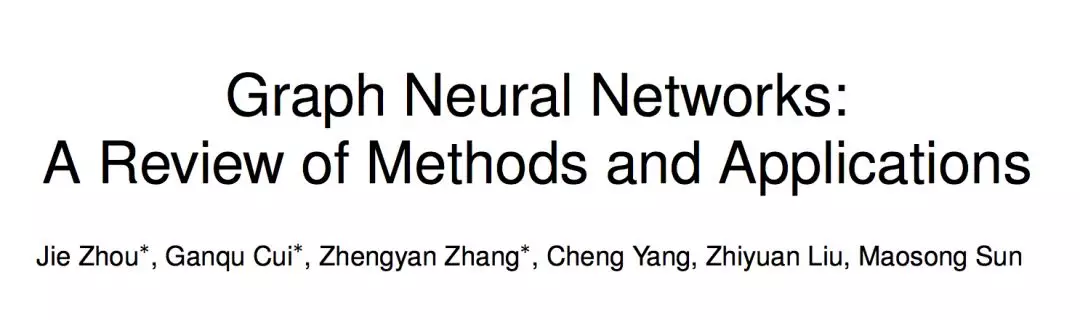 Graph Neural Networks:
A Review of Methods and Applications
Jie Zhou*, Ganqu Cui*, Zhengyan Zhang*, Cheng Yang, Zhiyuan Liu, Maosong Sun